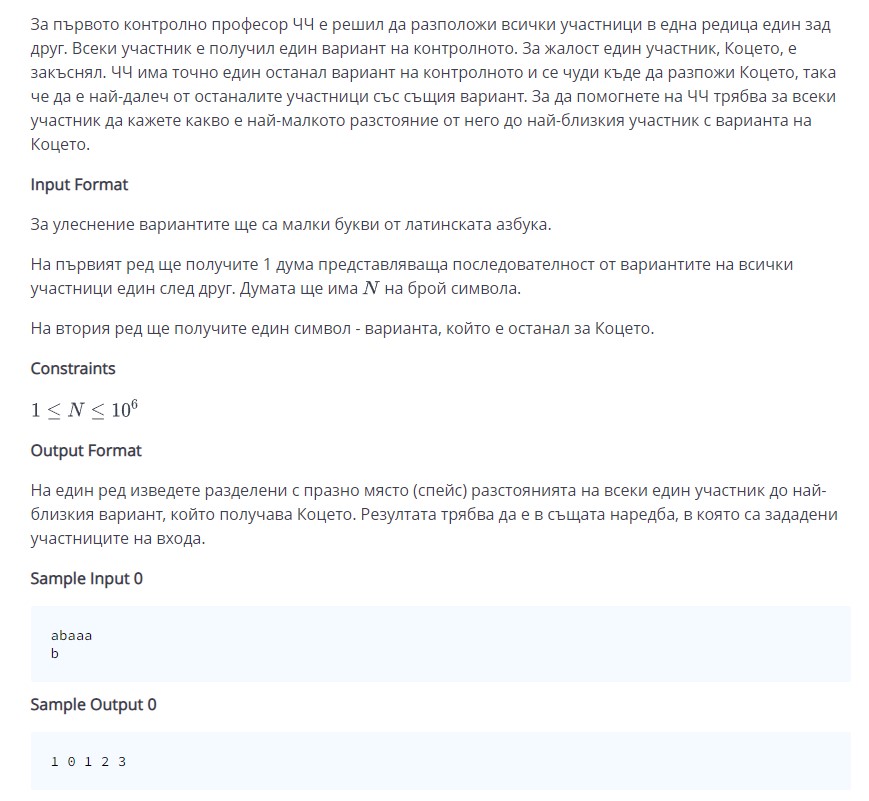 За първото контролно професор ЧЧ е решил да разположи всички участници в една редица един зад
друг. Всеки участник е получил един вариант на контролното. За жалост един участник, Коцето, е
закъснял. ЧЧ има точно един останал вариант на контролното и се чуди къде да разпожи Коцето, така
че да е най-далеч от останалите участници със същия вариант. За да помогнете на ЧЧ трябва за всеки
участник да кажете какво е най-малкото разстояние от него до най-близкия участник с варианта на
Коцето.
Input Format
За улеснение вариантите ще са малки букви от латинската азбука.
На първият ред ще получите 1 дума представляваща последователност от вариантите на всички
участници един след друг. Думата ще има N на брой символа.
На втория ред ще получите един символ - варианта, който е останал за Коцето.
Constraints
1 ≤ N ≤ 10⁶
Output Format
На един ред изведете разделени с празно място (спейс) разстоянията на всеки един участник до най-
близкия вариант, който получава Коцето. Резултата трябва да е в същата наредба, в която са зададени
участниците на входа.
Sample Input 0
abaaa
b
Sample Output 0
1 0 1 2 3